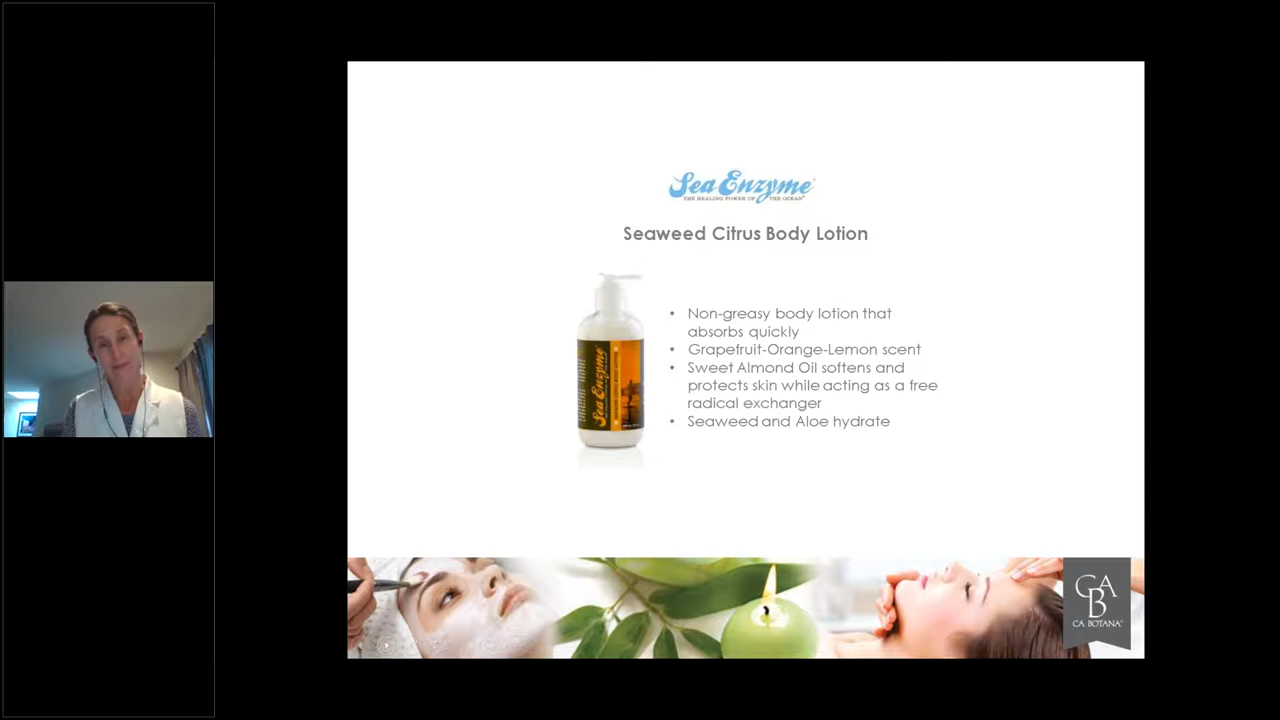 Sea Enzyme
THE HEALING POWER OF THE OCEAN
Seaweed Citrus Body Lotion
• Non-greasy body lotion that
absorbs quickly
• Grapefruit-Orange-Lemon scent
• Sweet Almond Oil softens and
protects skin while acting as a free
radical exchanger
• Seaweed and Aloe hydrate
Sea Enzyme
CA
B
CA BOTANA®